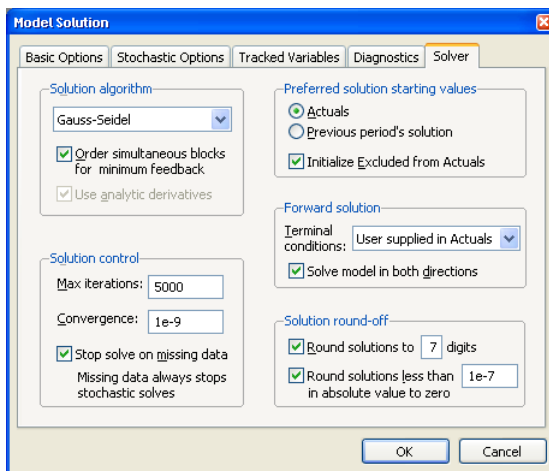 Model Solution
Basic Options
Stochastic Options
Tracked Variables
Diagnostics
Solver
Solution algorithm
Gauss-Seidel
Order simultaneous blocks
for minimum feedback
Use analytic derivatives
Solution control
Max iterations: 5000
Convergence: 1e-9
Stop solve on missing data
Missing data always stops
stochastic solves
Preferred solution starting values
Actuals
Previous period's solution
Initialize Excluded from Actuals
Forward solution
Terminal
conditions: User supplied in Actuals
Solve model in both directions
Solution round-off
Round solutions to 7 digits
Round solutions less than 1e-7
in absolute value to zero
OK
Cancel